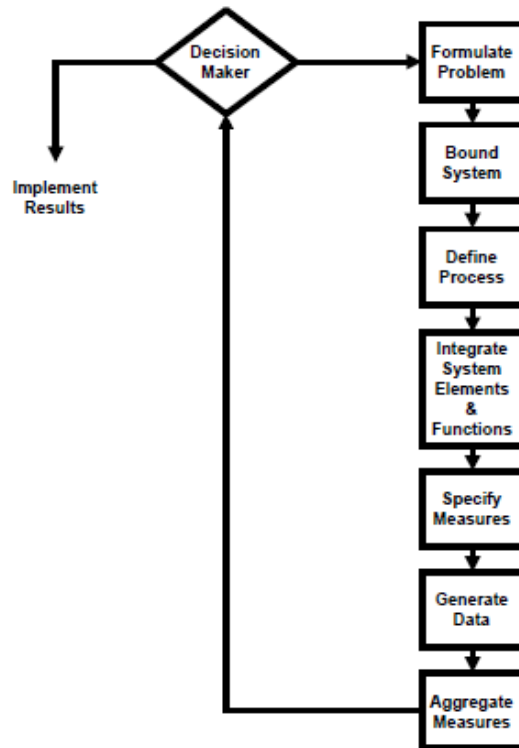 Decision
Maker
Formulate
Problem
Bound
System
Implement
Results
Define
Process
Integrate
System
Elements
&
Functions
Specify
Measures
Generate
Data
Aggregate
Measures